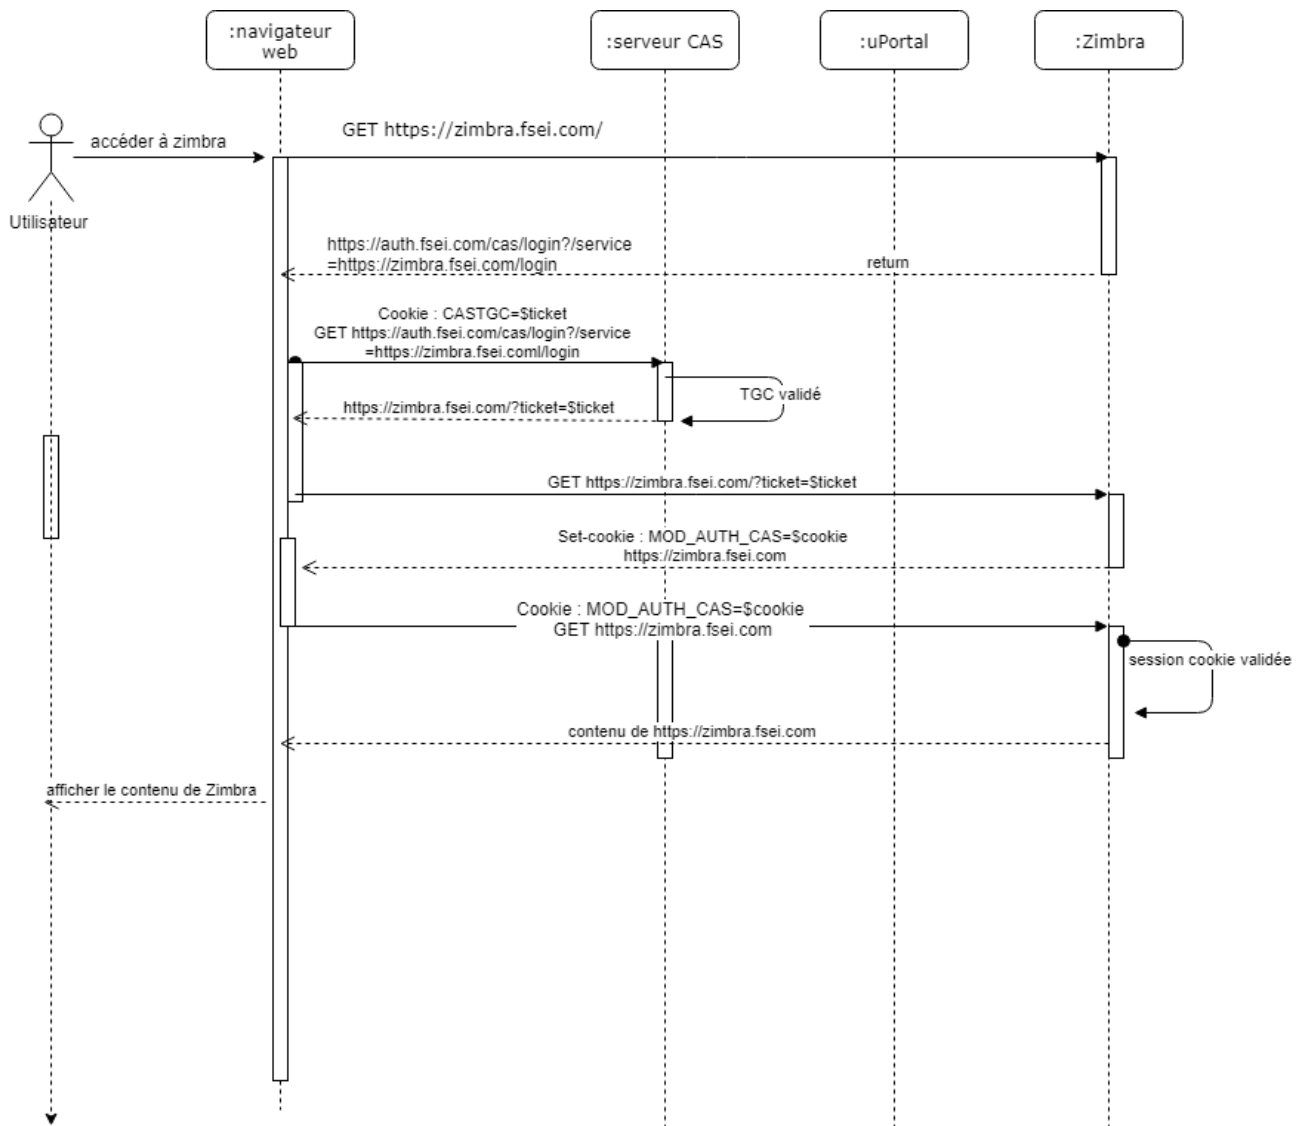 :navigateur
web
:serveur CAS
:uPortal
:Zimbra
GET https://zimbra.fsei.com/
accéder à zimbra
Utilisateur
https://auth.fsei.com/cas/login?/service
=https://zimbra.fsei.com/login
return
Cookie : CASTGC=$ticket
GET https://auth.fsei.com/cas/login?/service
=https://zimbra.fsei.coml/login
TGC validé
https://zimbra.fsei.com/?ticket=$ticket
GET https://zimbra.fsei.com/?ticket=$ticket
Set-cookie : MOD_AUTH_CAS=$cookie
https://zimbra.fsei.com
Cookie : MOD_AUTH_CAS=$cookie
GET https://zimbra.fsei.com
session cookie validée
contenu de https://zimbra.fsei.com
afficher le contenu de Zimbra